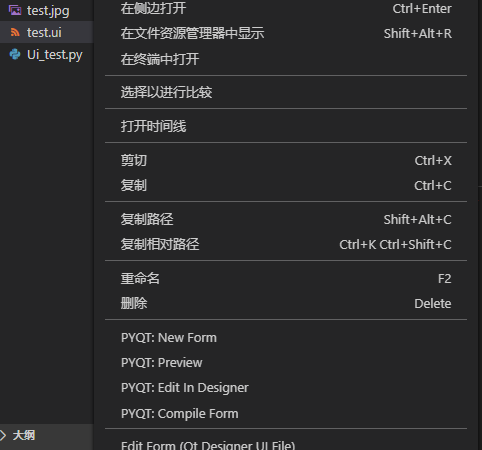 test.jpg
test.ui
Ui_test.py
在侧边打开 Ctrl+Enter
在文件资源管理器中显示 Shift+Alt+R
在终端中打开
选择以进行比较
打开时间线
剪切 Ctrl+X
复制 Ctrl+C
复制路径 Shift+Alt+C
复制相对路径 Ctrl+K Ctrl+Shift+C
重命名 F2
删除 Delete
PYQT: New Form
PYQT: Preview
PYQT: Edit In Designer
PYQT: Compile Form
大纲
Edit Form (Qt Designer UI File)